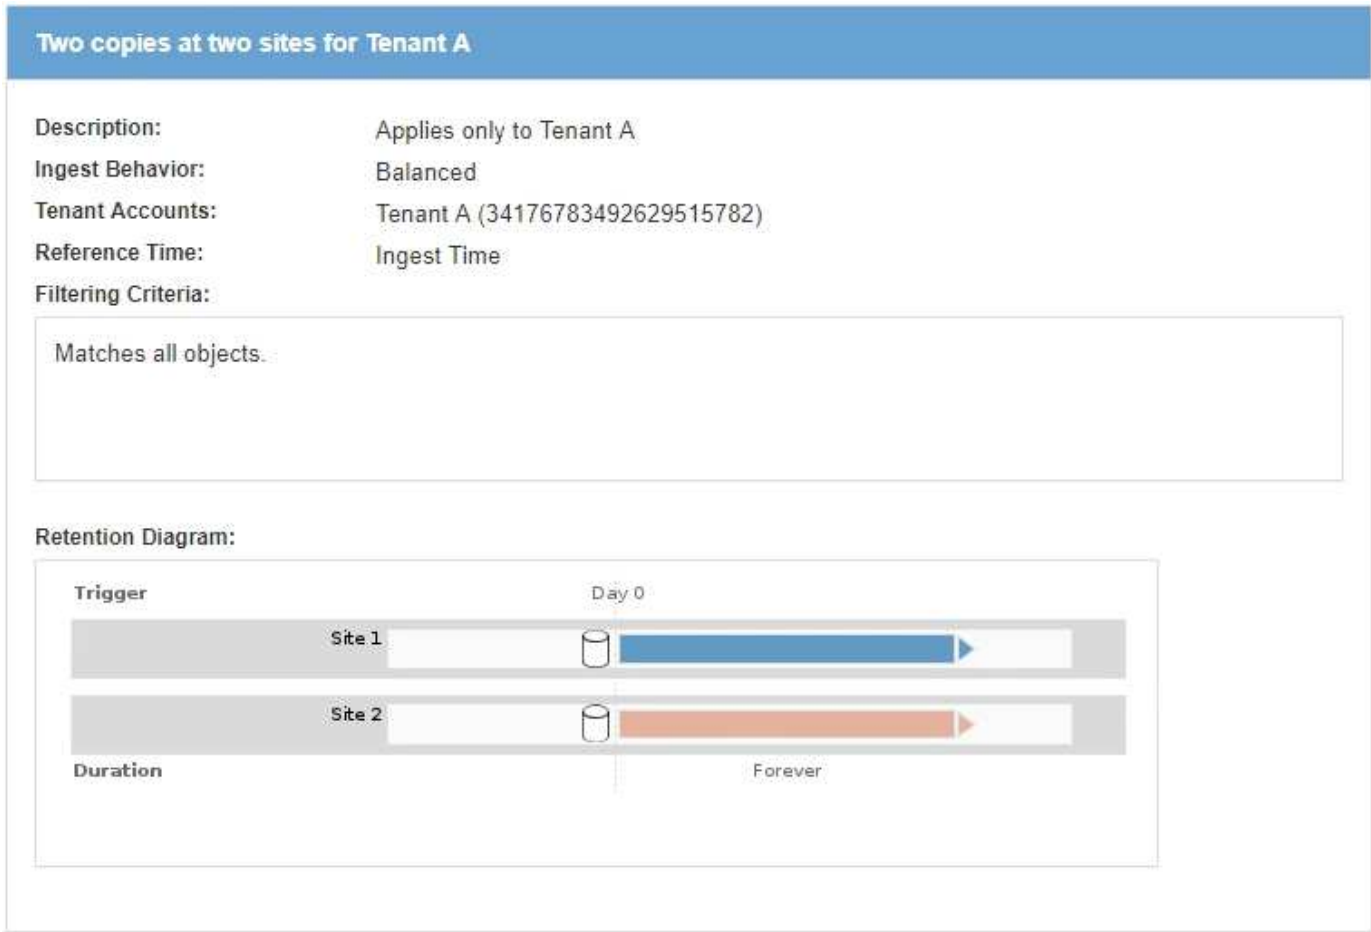 Two copies at two sites for Tenant A
Description: Applies only to Tenant A
Ingest Behavior: Balanced
Tenant Accounts: Tenant A (34176783492629515782)
Reference Time: Ingest Time
Filtering Criteria:
Matches all objects.
Retention Diagram:
Trigger Day 0
Site 1
Site 2
Duration Forever